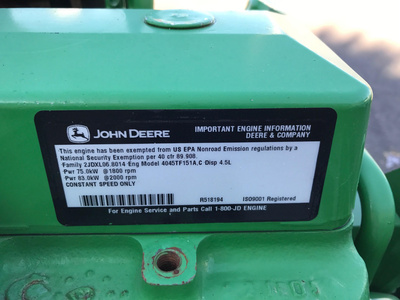 JOHN DEERE
IMPORTANT ENGINE INFORMATION
DEERE & COMPANY
This engine has been exempted from US EPA Nonroad Emission regulations by a
National Security Exemption per 40 cfr 89.908.
Family 2JDXL06.8014 Eng Model 4045TF151A,C Disp 4.5L
Pwr 75.0kW @1800 rpm
Pwr 83.0kW @2000 rpm
CONSTANT SPEED ONLY
R518194 ISO9001 Registered
For Engine Service and Parts Call 1-800-JD ENGINE